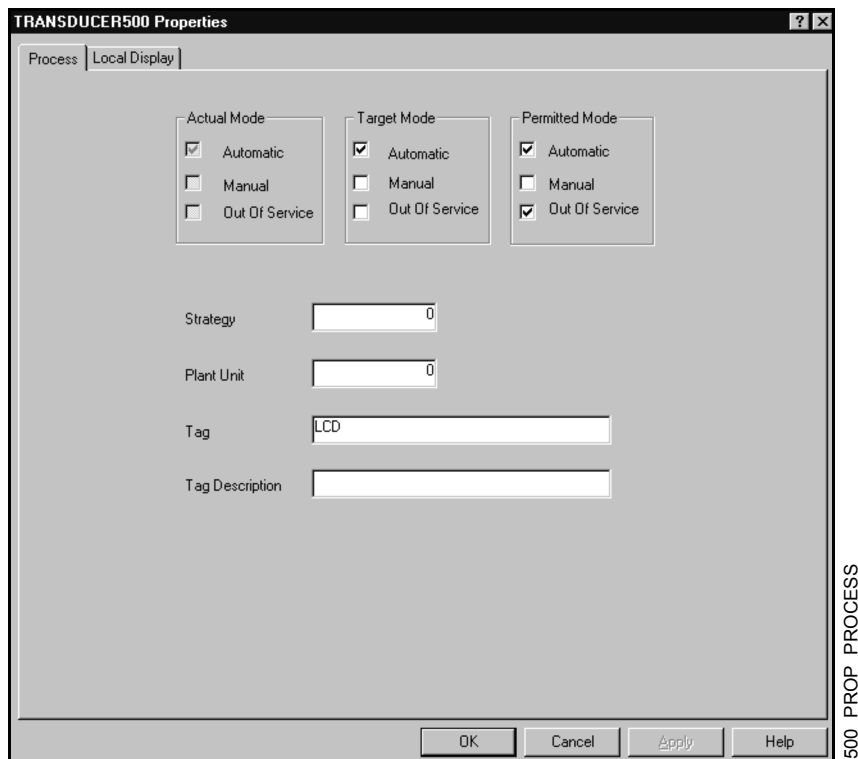 TRANSDUCER500 Properties
Process Local Display
Actual Mode
Automatic
Manual
Out Of Service
Target Mode
Automatic
Manual
Out Of Service
Permitted Mode
Automatic
Manual
Out Of Service
Strategy 0
Plant Unit 0
Tag LCD
Tag Description
OK Cancel Apply Help
500 PROP PROCESS